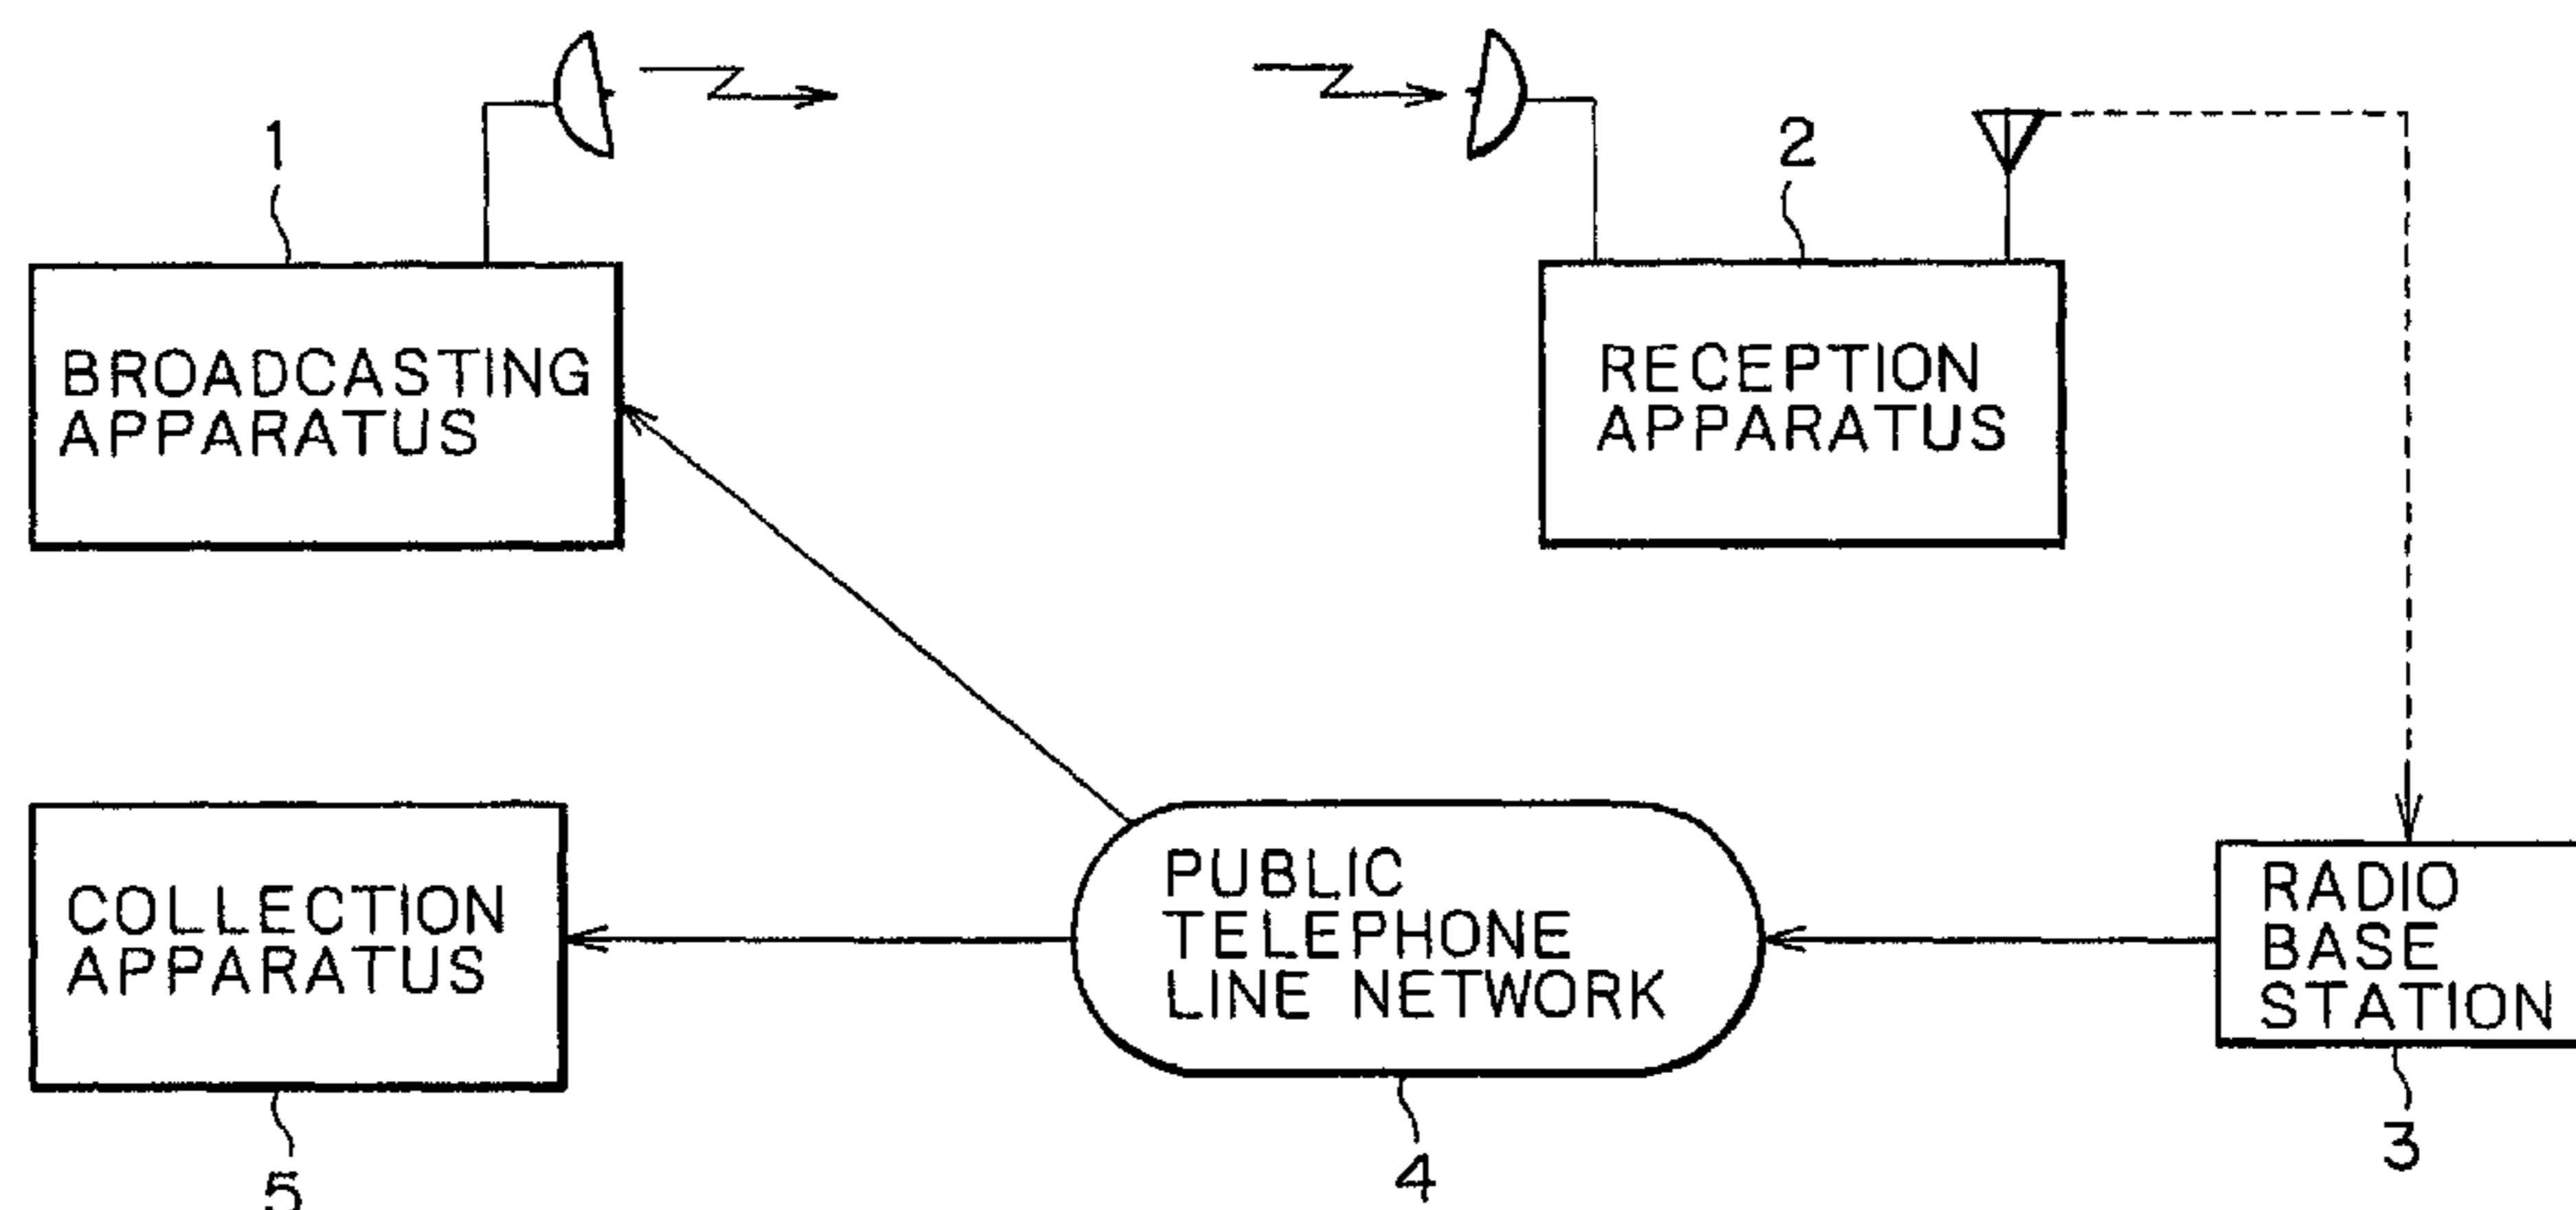 1
2
BROADCASTING
APPARATUS
RECEPTION
APPARATUS
COLLECTION
APPARATUS
PUBLIC
TELEPHONE
LINE NETWORK
RADIO
BASE
STATION
3
4
5